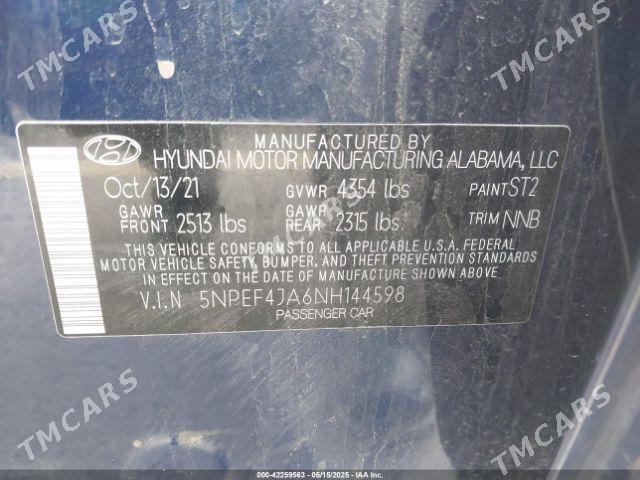 TMCARS
TMCARS
MANUFACTURED BY
HYUNDAI MOTOR MANUFACTURING ALABAMA, LLC
Oct/13/21 GVWR 4354 lbs PAINT ST2
GAWR FRONT 2513 lbs GAWR REAR 2315 lbs TRIM NNB
THIS VEHICLE CONFORMS TO ALL APPLICABLE U.S.A. FEDERAL
MOTOR VEHICLE SAFETY, BUMPER, AND THEFT PREVENTION STANDARDS
IN EFFECT ON THE DATE OF MANUFACTURE SHOWN ABOVE
V.I.N 5NPEF4JA6NH144598
PASSENGER CAR
TMCARS
TMCARS
000-42259563 - 05/15/2025 - IAAI